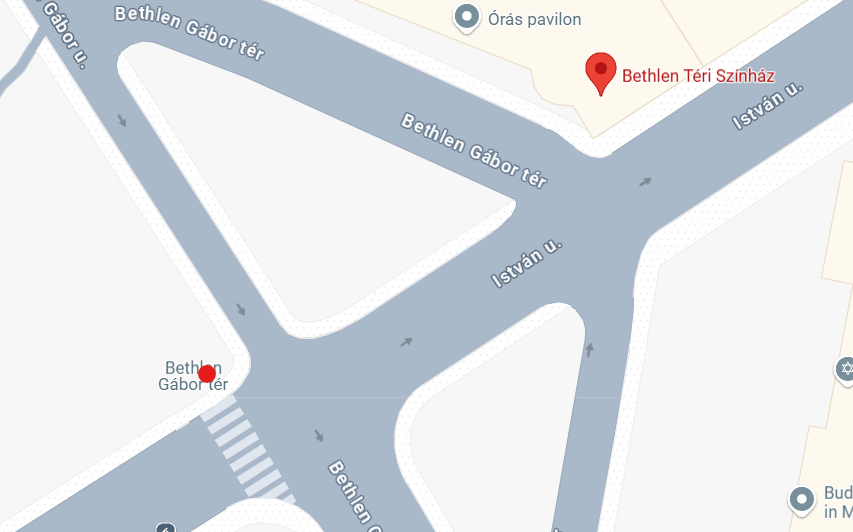 Gábor u.
Bethlen Gábor tér
Órás pavilon
Bethlen Téri Színház
István u.
Bethlen Gábor tér
István u.
Bethlen
Gábor tér
Bethlen G
Bud
in M